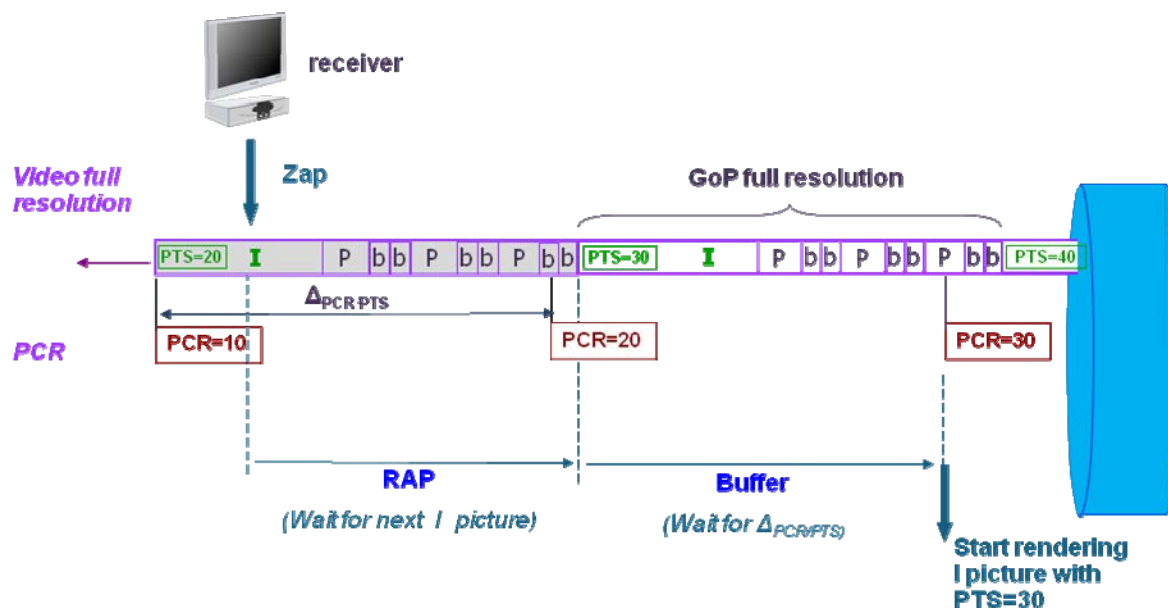 receiver
Zap
Video full
resolution
GoP full resolution
PTS=20 I P b b P b b P b b PTS=30 I P b b P b b P b b PTS=40
ΔPCR-PTS
PCR
PCR=10
PCR=20
PCR=30
RAP
(Wait for next I picture)
Buffer
(Wait for ΔPCR/PTS)
Start rendering
I picture with
PTS=30